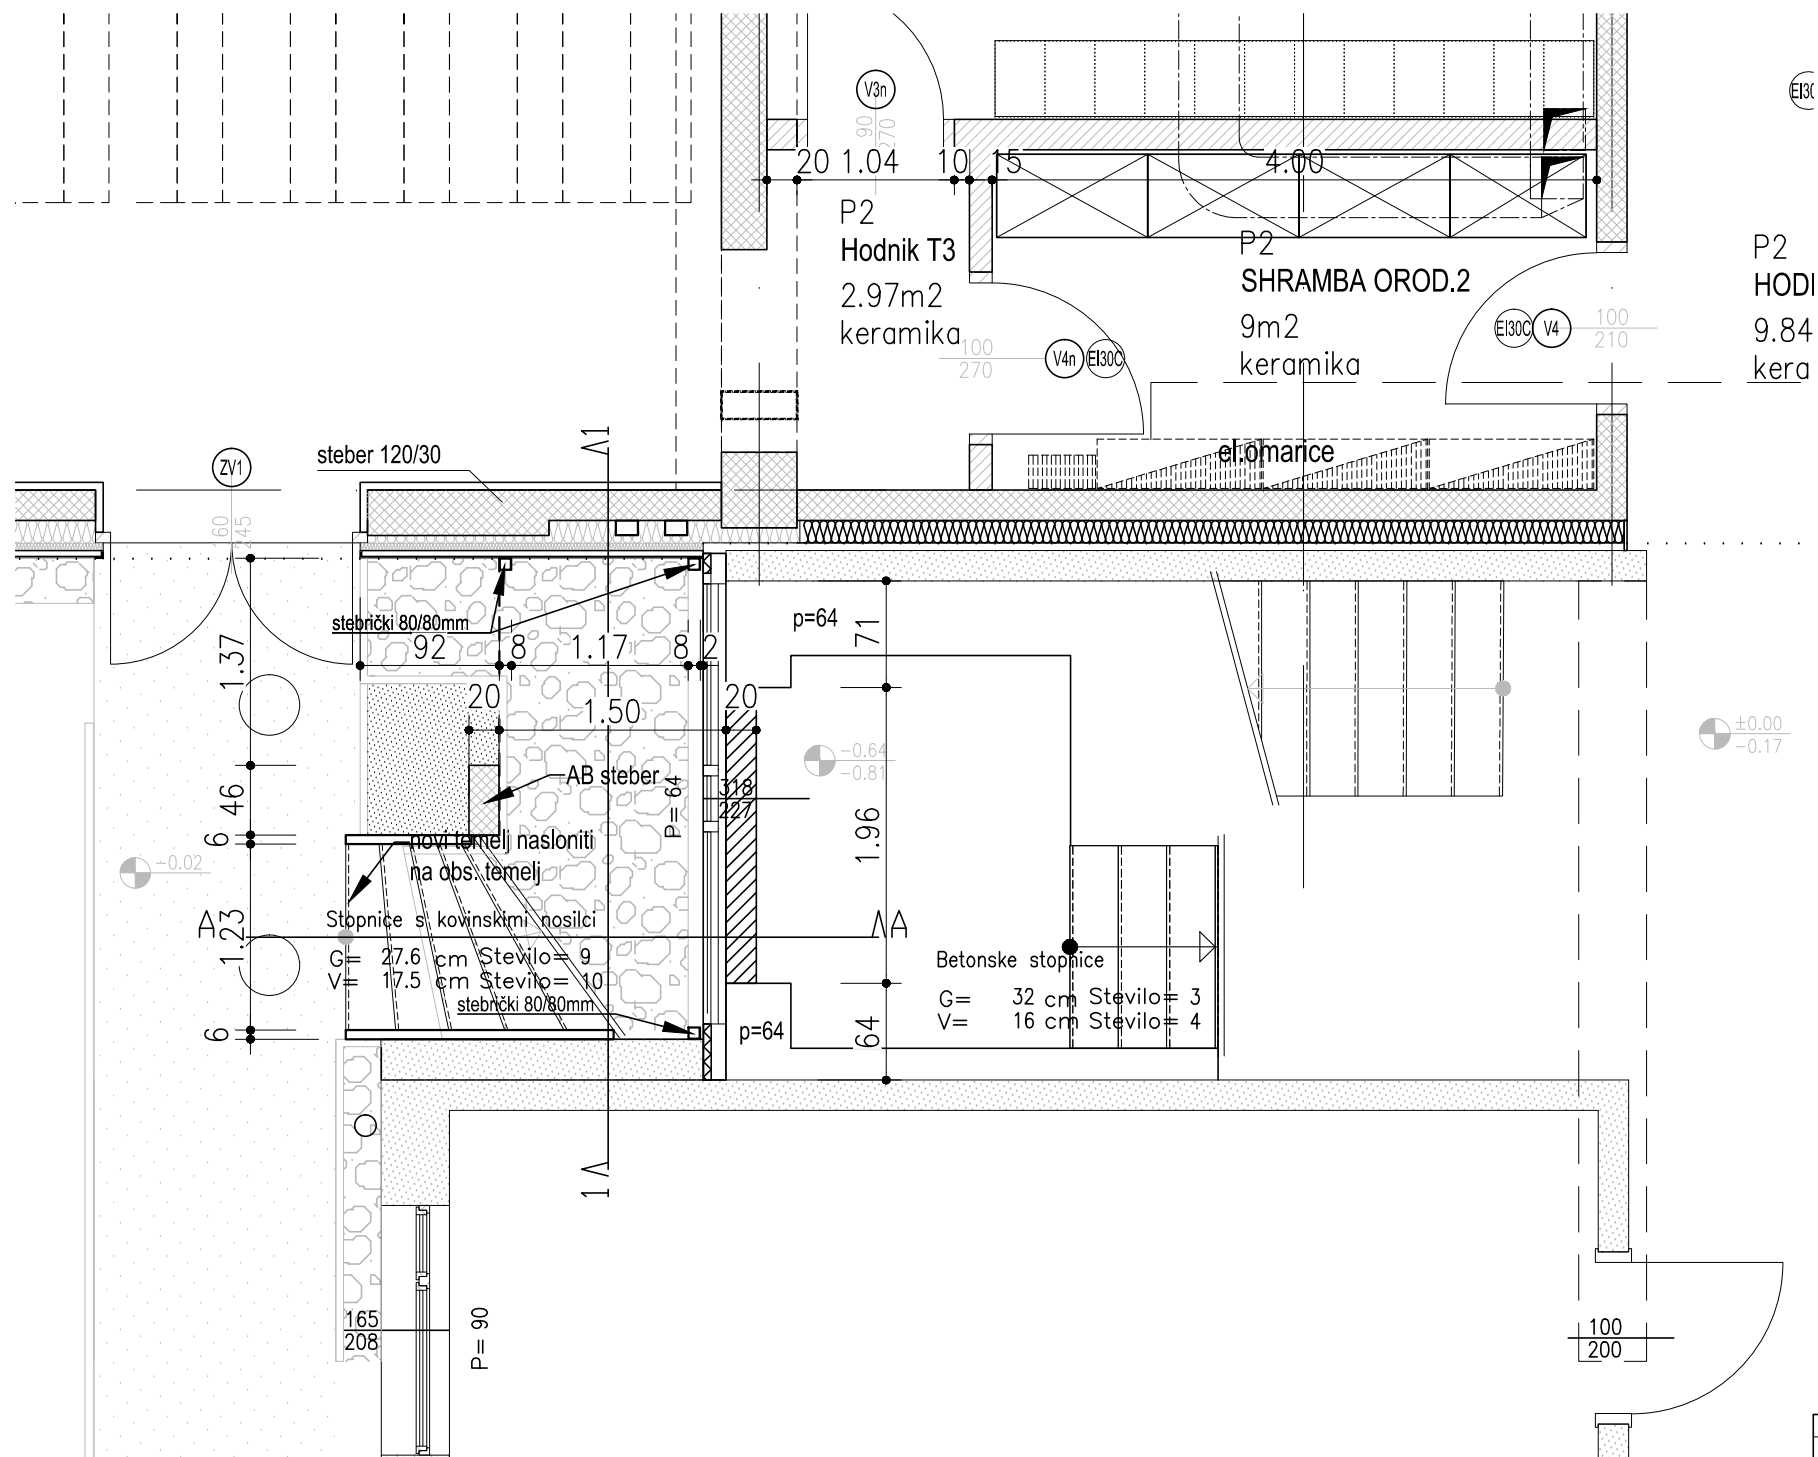 V3n
EI30
90
270
20 1.04 10 15 4.00
P2
Hodnik T3
2.97m2
keramika
P2
SHRAMBA OROD.2
9m2
keramika
P2
HODI
9.84
kera
100
270
V4n
EI30C
EI30C
V4
100
210
el.omarice
steber 120/30
1
ZV1
160
245
stebrički 80/80mm
92 8 1.17 8 2
20 1.50 20
p=64
71
1.37
-0.64
-0.81
±0.00
-0.17
AB steber
P= 64
318
227
46
6
1.96
novi temelj nasloniti
na obs. temelj
-0.02
A
A
1.23
Stopnice s kovinskimi nosilci
G= 27.6 cm Stevilo= 9
V= 17.5 cm Stevilo= 10
stebrički 80/80mm
Betonske stopnice
G= 32 cm Stevilo= 3
V= 16 cm Stevilo= 4
6
p=64
64
1
165
208
P= 90
100
200